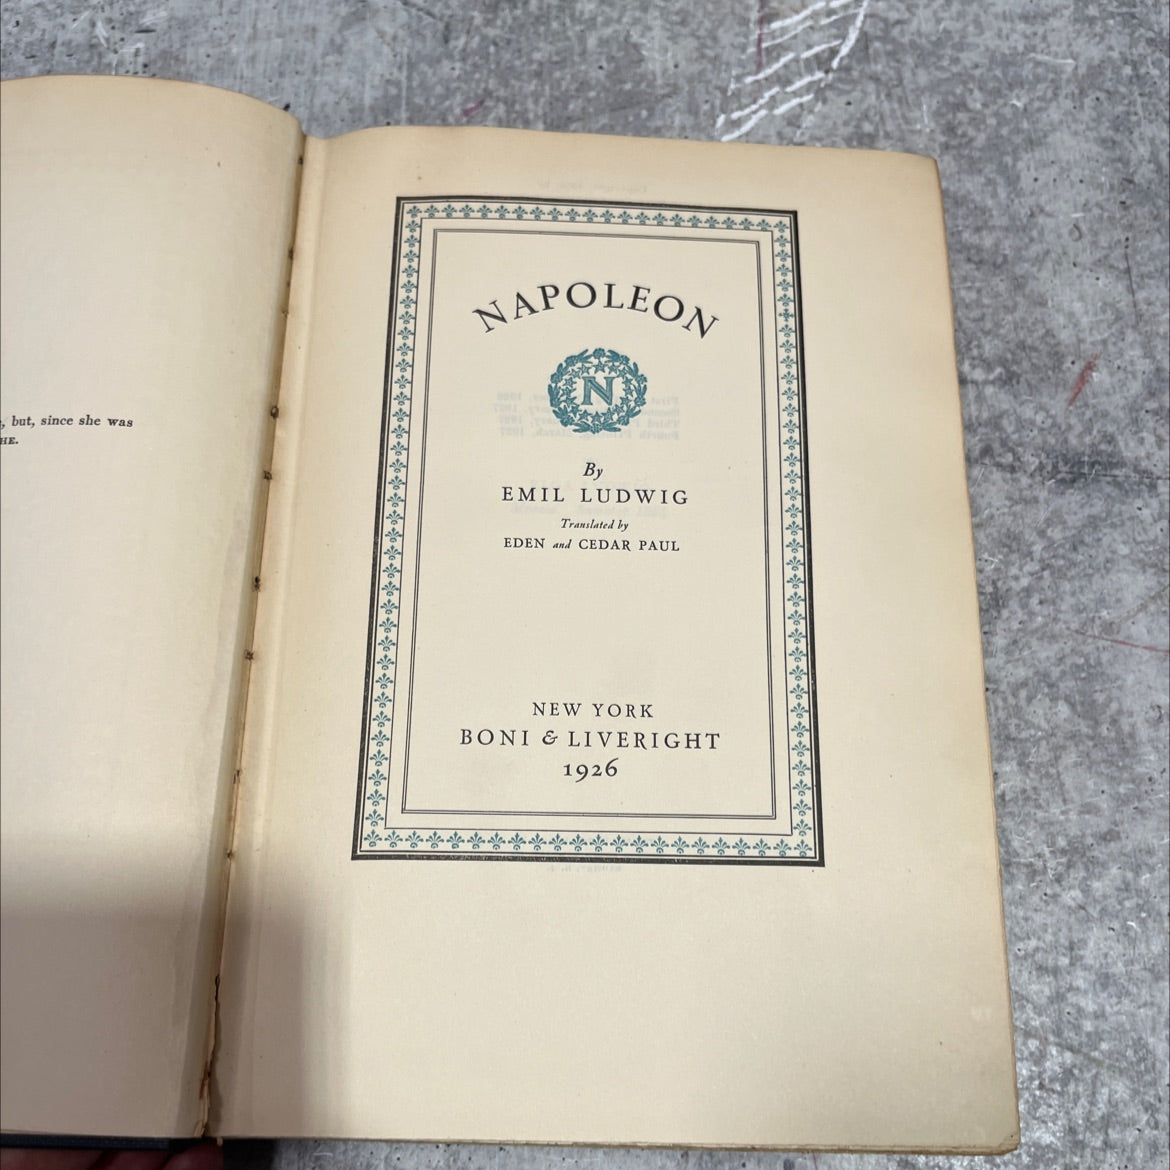 , but, since she was
HE.
NAPOLEON
N
By
EMIL LUDWIG
Translated by
EDEN and CEDAR PAUL
NEW YORK
BONI & LIVERIGHT
1926